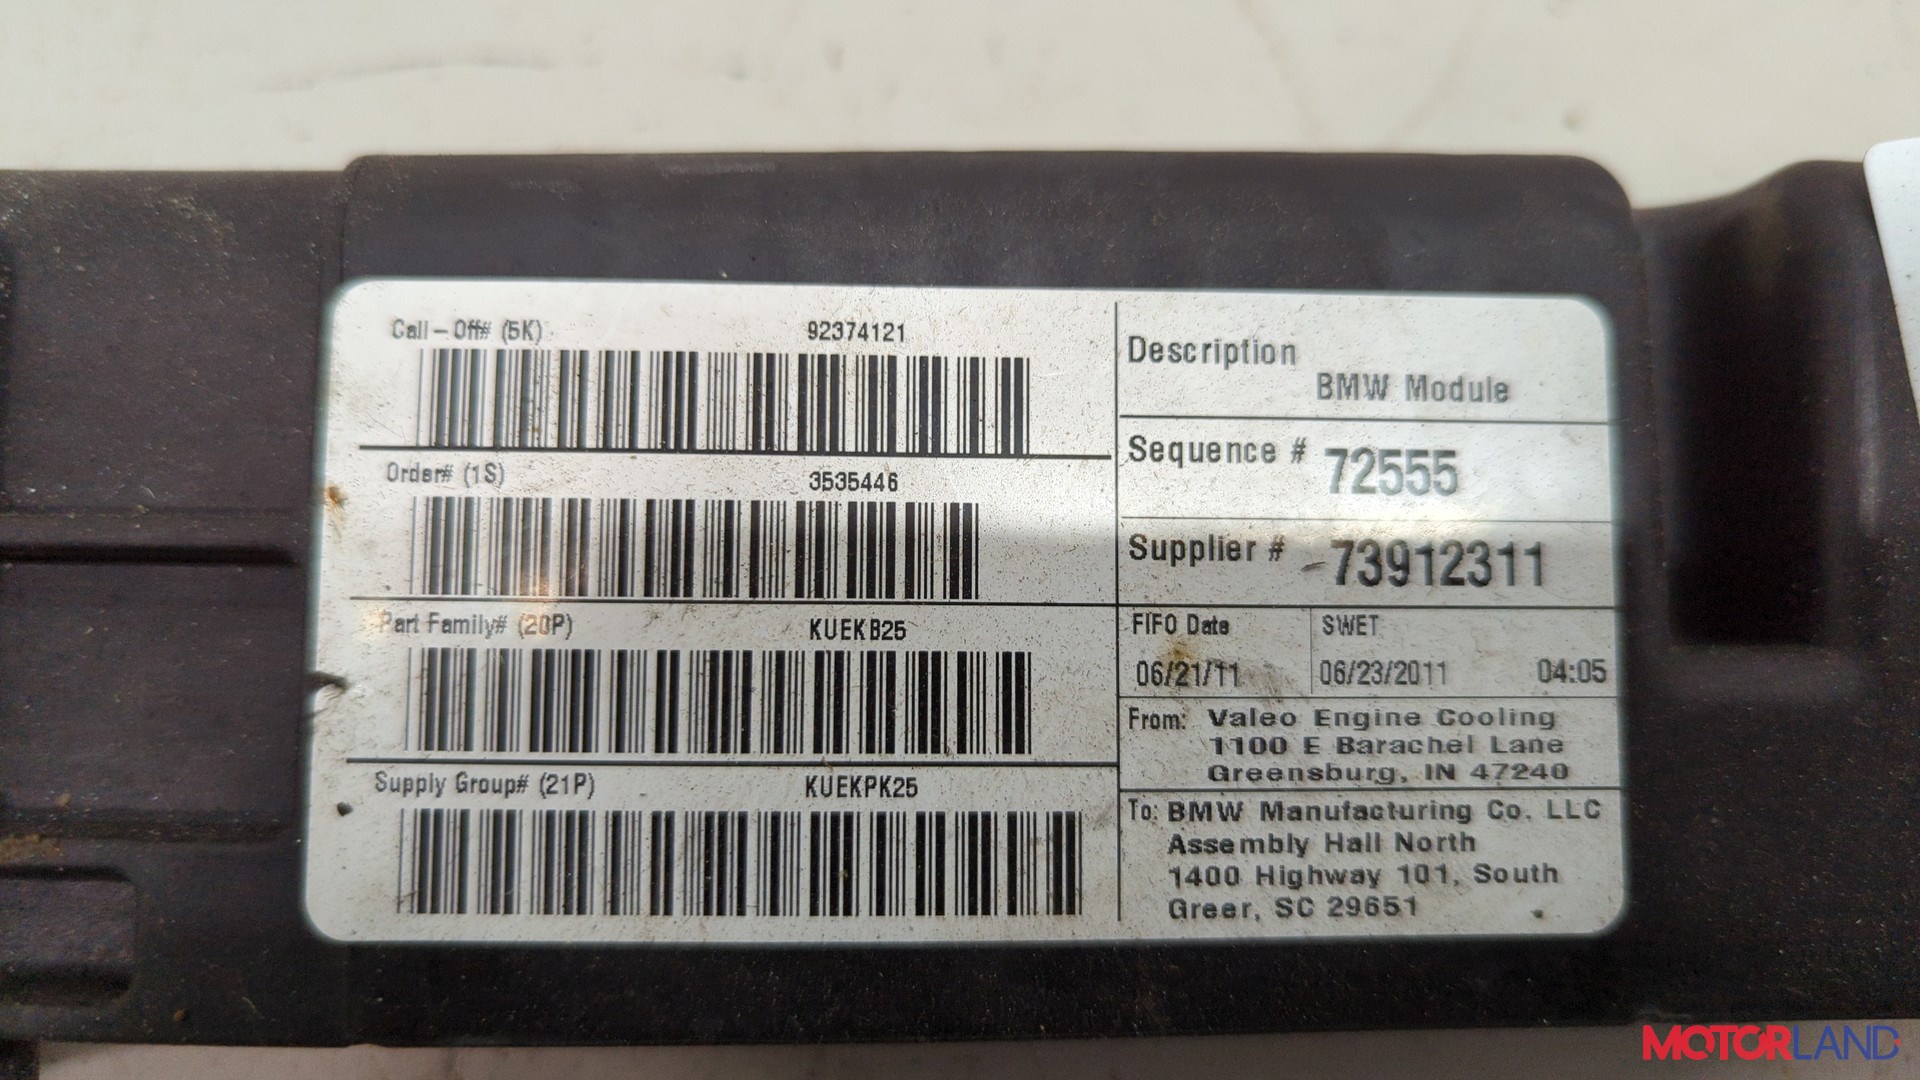 Call-Off# (5K) 92374121
Order# (1S) 3535446
Part Family# (20P) KUEKB25
Supply Group# (21P) KUEKPK25
Description
BMW Module
Sequence # 72555
Supplier # 73912311
FIFO Date
06/21/11
SWET
06/23/2011 04:05
From: Valeo Engine Cooling
1100 E Barachel Lane
Greensburg, IN 47240
To: BMW Manufacturing Co. LLC
Assembly Hall North
1400 Highway 101, South
Greer, SC 29651
MOTORLAND